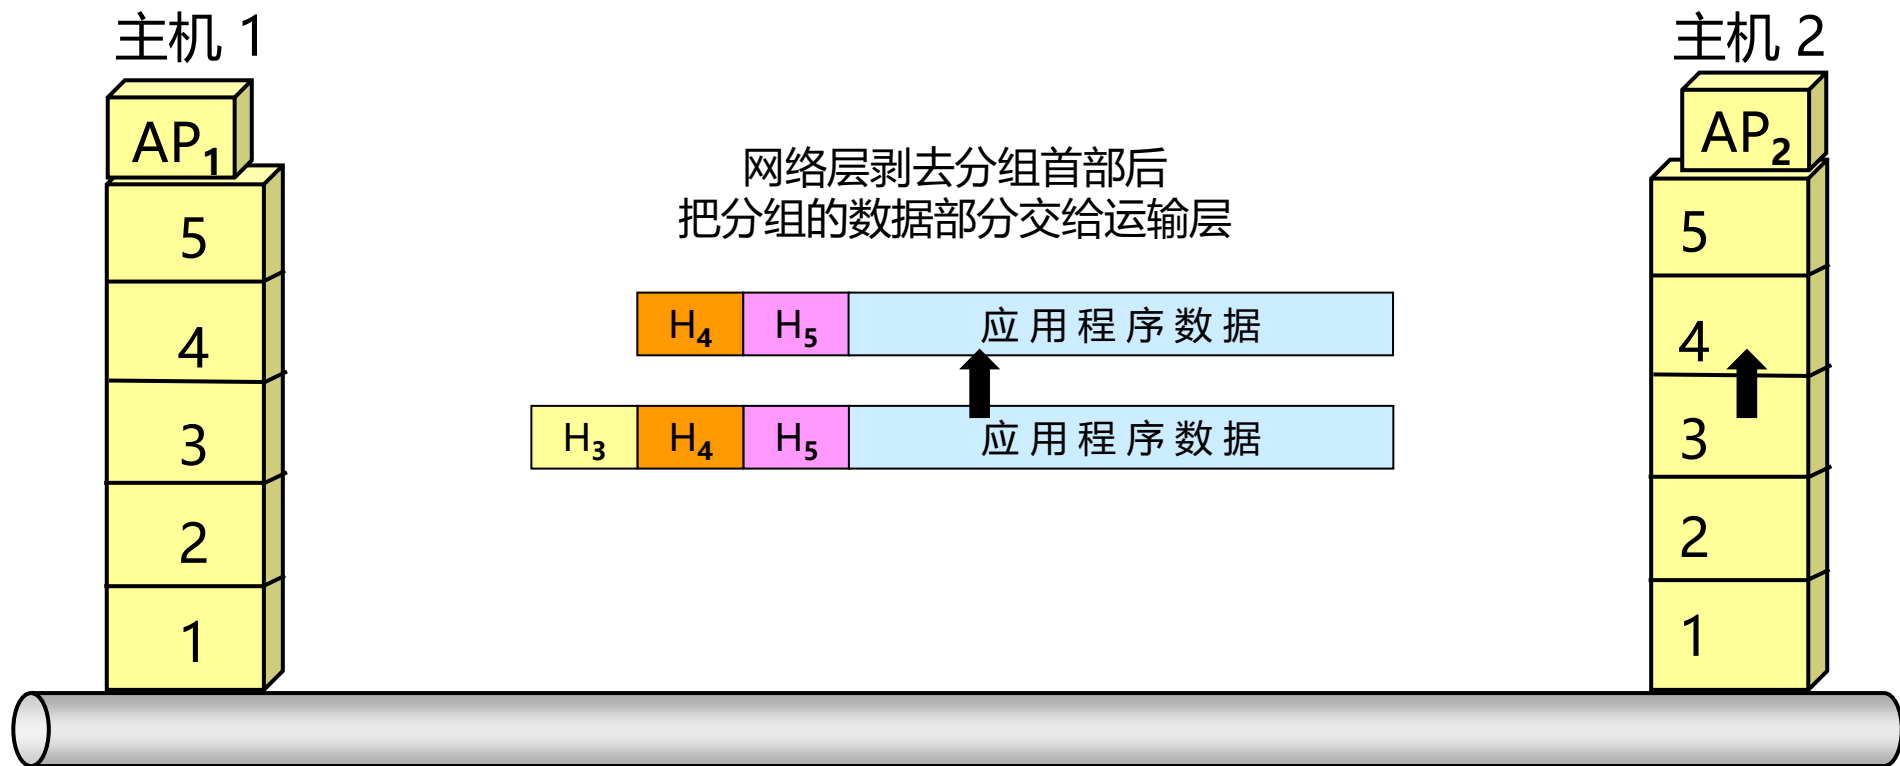 主机 1
主机 2
AP1
AP2
网络层剥去分组首部后
把分组的数据部分交给运输层
5
5
H4 H5 应用程序数据
4
4
H3 H4 H5 应用程序数据
3
3
2
2
1
1